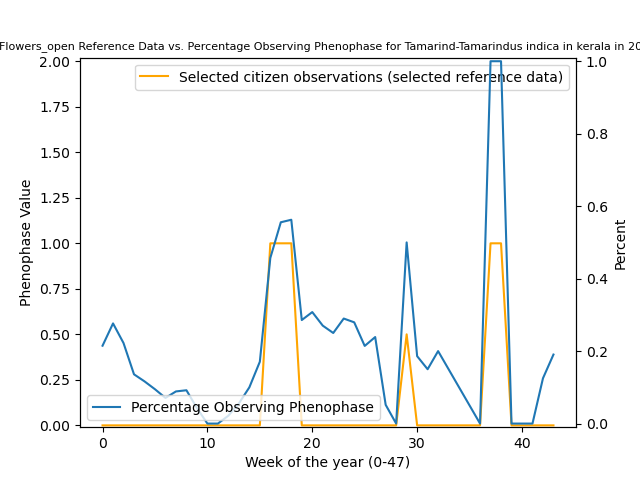 Flowers_open Reference Data vs. Percentage Observing Phenophase for Tamarind-Tamarindus indica in kerala in 20
2.00
1.75
1.50
1.25
1.00
0.75
0.50
0.25
0.00
Phenophase Value
Selected citizen observations (selected reference data)
Percentage Observing Phenophase
1.0
0.8
0.6
0.4
0.2
0.0
Percent
0 10 20 30 40
Week of the year (0-47)